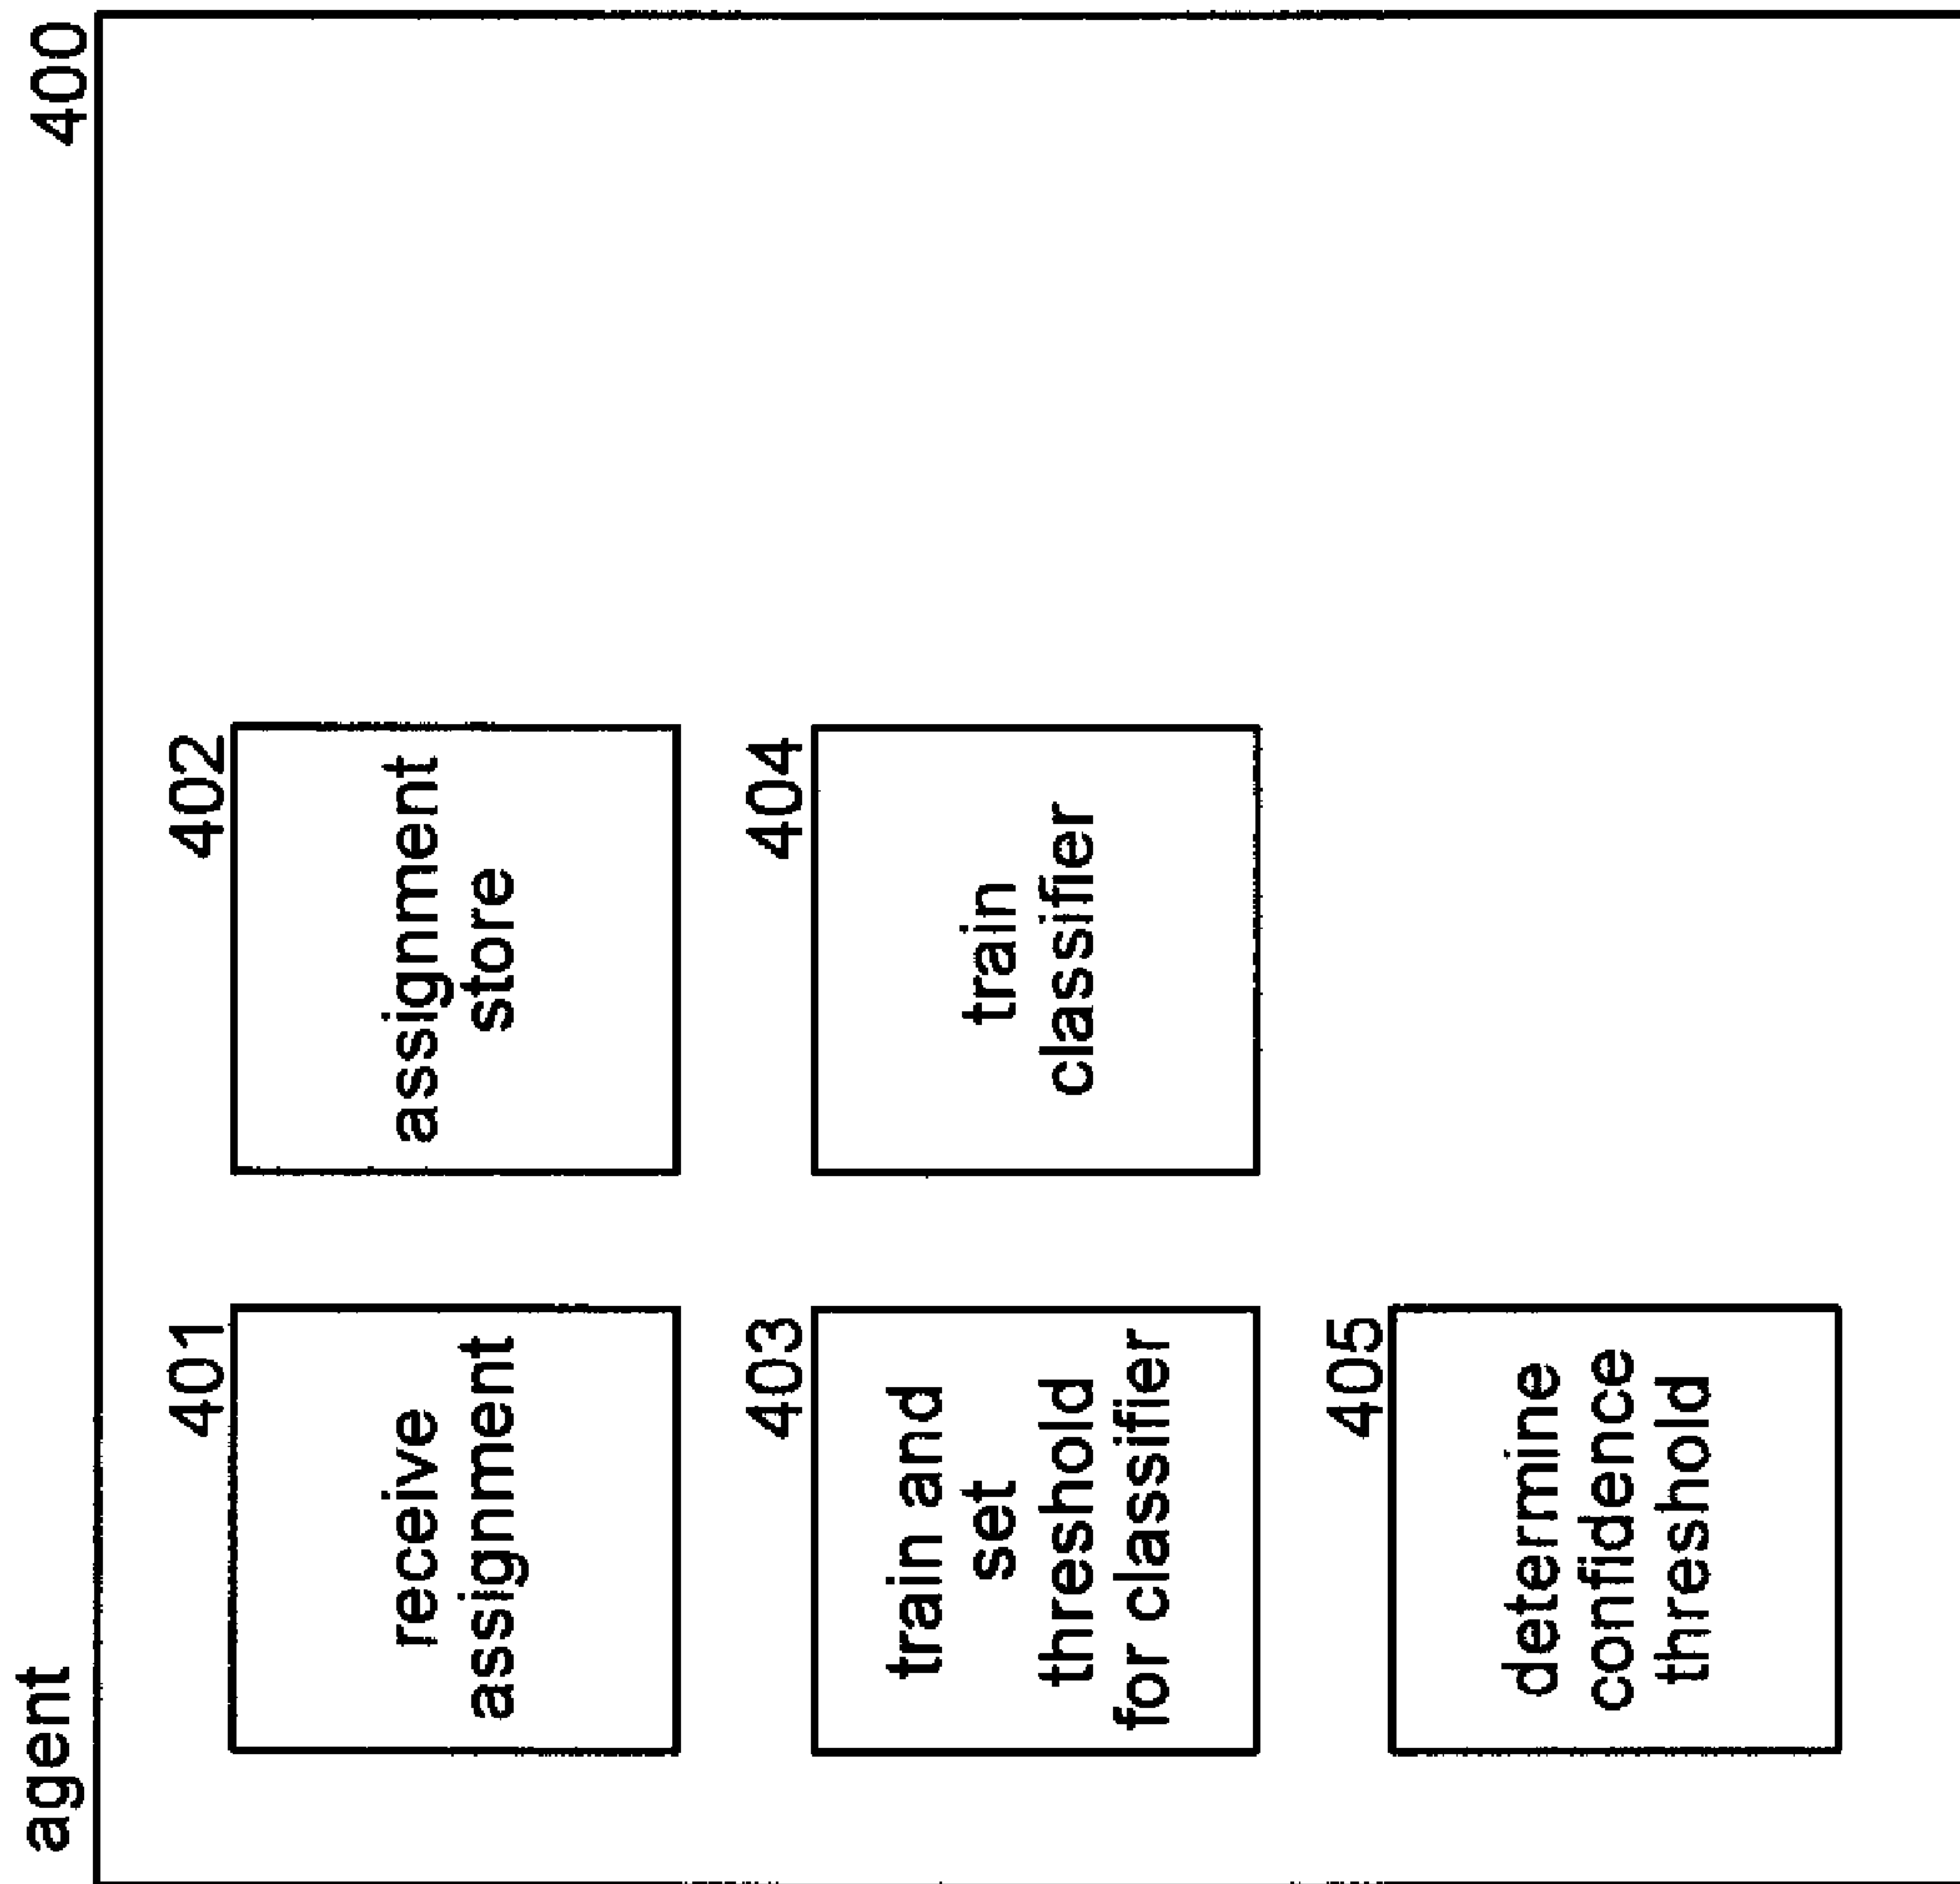 agent
400
401
receive
assignment
402
assignment
store
403
train and
set
threshold
for classifier
404
train
classifier
405
determine
confidence
threshold